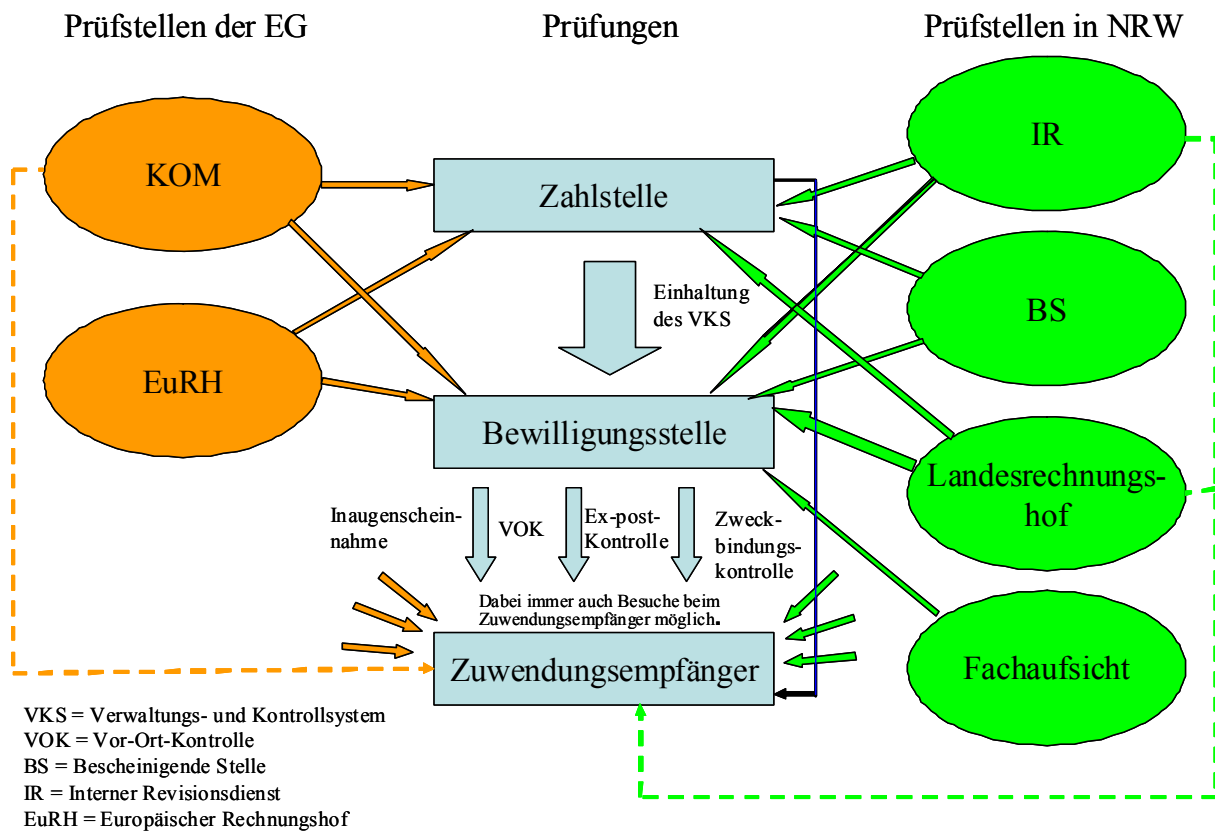 Prüfstellen der EG
Prüfungen
Prüfstellen in NRW
KOM
EuRH
Zahlstelle
Einhaltung
des VKS
Bewilligungsstelle
Inaugenschein-
nahme
VOK
Ex-post-
Kontrolle
Zweck-
bindungs-
kontrolle
Dabei immer auch Besuche beim
Zuwendungsempfänger möglich.
Zuwendungsempfänger
IR
BS
Landesrechnungs-
hof
Fachaufsicht
VKS = Verwaltungs- und Kontrollsystem
VOK = Vor-Ort-Kontrolle
BS = Bescheinigende Stelle
IR = Interner Revisionsdienst
EuRH = Europäischer Rechnungshof